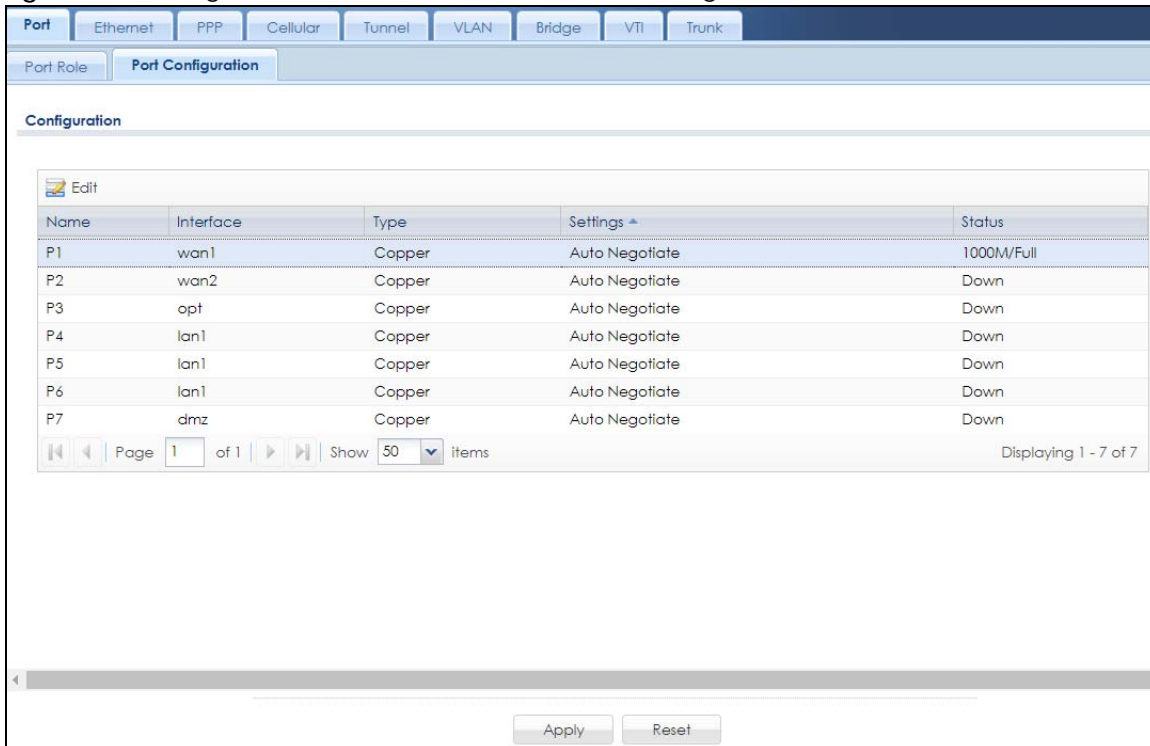 Port Ethernet PPP Cellular Tunnel VLAN Bridge VTI Trunk
Port Role Port Configuration
Configuration
Edit
Name Interface Type Settings Status
P1 wan1 Copper Auto Negotiate 1000M/Full
P2 wan2 Copper Auto Negotiate Down
P3 opt Copper Auto Negotiate Down
P4 lan1 Copper Auto Negotiate Down
P5 lan1 Copper Auto Negotiate Down
P6 lan1 Copper Auto Negotiate Down
P7 dmz Copper Auto Negotiate Down
Page 1 of 1 Show 50 items Displaying 1 - 7 of 7
Apply Reset